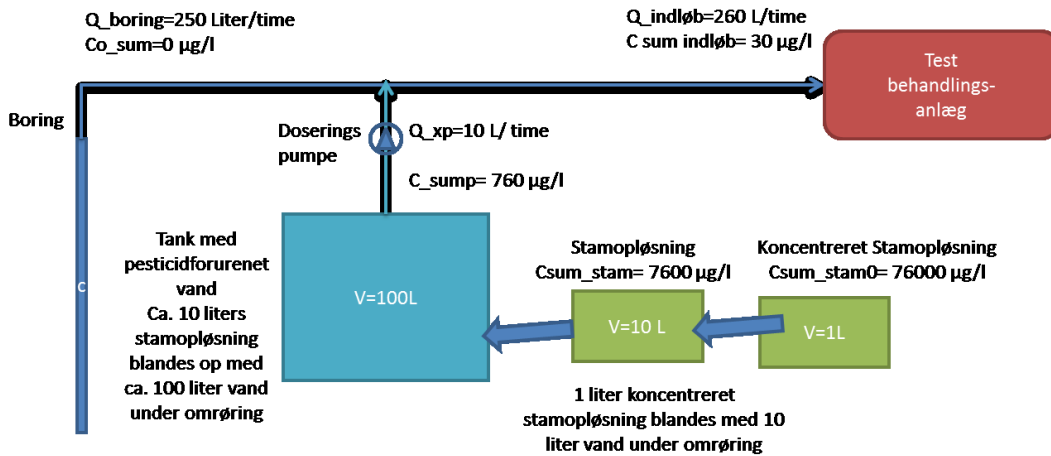 Q_boring=250 Liter/time
Co_sum=0 µg/l
Q_indløb=260 L/time
C sum indløb= 30 µg/l
Test
behandlings-
anlæg
Boring
Doserings
pumpe
Q_xp=10 L/ time
C_sump= 760 µg/l
c
Tank med
pesticidforurenet
vand
Ca. 10 liters
stamopløsning
blandes op med
ca. 100 liter vand
under omrøring
V=100L
Stamopløsning
Csum_stam= 7600 µg/l
V=10 L
Koncentreret Stamopløsning
Csum_stam0= 76000 µg/l
V=1L
1 liter koncentreret
stamopløsning blandes med 10
liter vand under omrøring